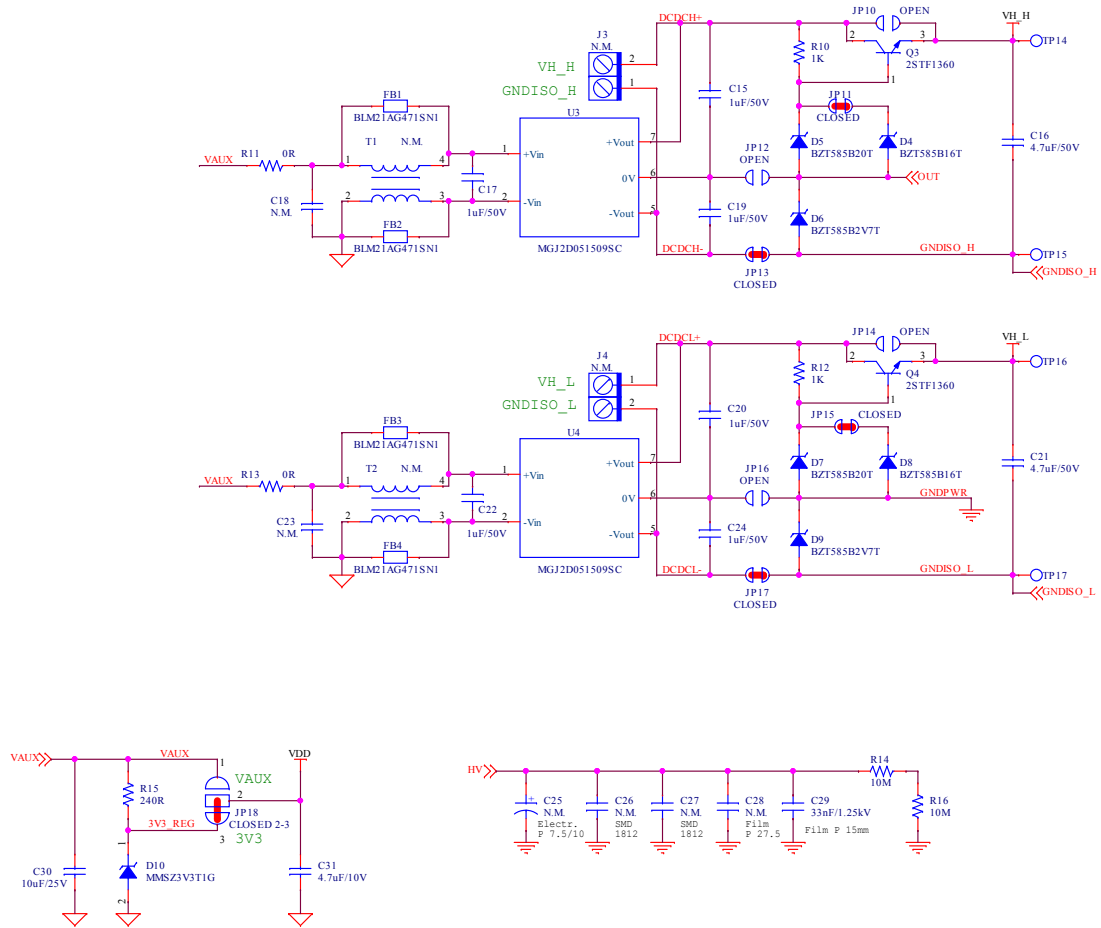 JP10 OPEN
DCDCH+
VH_H
J3
N.M.
VH_H 2
GNDISO_H 1
R10
1K
2 3
Q3
2STF1360
1
TP14
FB1
BLM21AG471SN1
C15
1uF/50V
JP11
CLOSED
U3
T1 N.M.
VAUX R11 0R
1 4
1 +Vin
+Vout 7
JP12
OPEN
D5
BZT585B20T
D4
BZT585B16T
C16
4.7uF/50V
C17
1uF/50V
0V 6
OUT
C18
N.M.
2 3
2 -Vin
-Vout 5
C19
1uF/50V
D6
BZT585B2V7T
FB2
BLM21AG471SN1
MGJ2D051509SC
DCDCH-
GNDISO_H
TP15
JP13
CLOSED
GNDISO_H
JP14 OPEN
DCDCL+
VH_L
J4
N.M.
VH_L 1
GNDISO_L 2
R12
1K
2 3
Q4
2STF1360
1
TP16
FB3
BLM21AG471SN1
C20
1uF/50V
JP15 CLOSED
U4
T2 N.M.
VAUX R13 0R
1 4
1 +Vin
+Vout 7
JP16
OPEN
D7
BZT585B20T
D8
BZT585B16T
C21
4.7uF/50V
C22
1uF/50V
0V 6
GNDPWR
C23
N.M.
2 3
2 -Vin
-Vout 5
C24
1uF/50V
D9
BZT585B2V7T
FB4
BLM21AG471SN1
MGJ2D051509SC
DCDCL-
GNDISO_L
TP17
JP17
CLOSED
GNDISO_L
VAUX
VAUX
1
VDD
R15
240R
VAUX
2
JP18
CLOSED 2-3
3V3_REG
3
3V3
1
D10
MMSZ3V3T1G
2
C30
10uF/25V
C31
4.7uF/10V
HV
R14
10M
R16
10M
+
C25
N.M.
Electr.
P 7.5/10
C26
N.M.
SMD
1812
C27
N.M.
SMD
1812
C28
N.M.
Film
P 27.5
C29
33nF/1.25kV
Film P 15mm